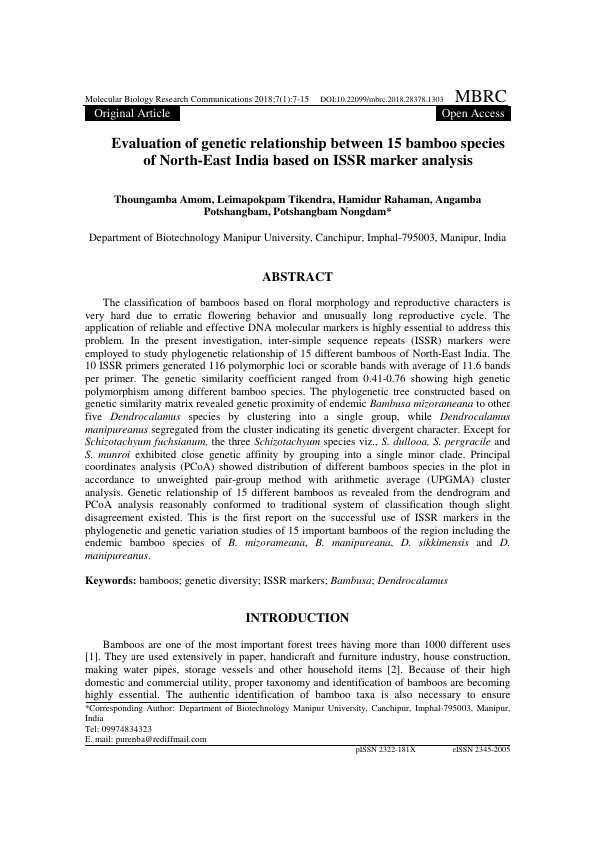 Molecular Biology Research Communications 2018;7(1):7-15 DOI:10.22099/mbrc.2018.28378.1303 MBRC
Original Article Open Access
Evaluation of genetic relationship between 15 bamboo species
of North-East India based on ISSR marker analysis
Thoungamba Amom, Leimapokpam Tikendra, Hamidur Rahaman, Angamba
Potshangbam, Potshangbam Nongdam*
Department of Biotechnology Manipur University, Canchipur, Imphal-795003, Manipur, India
ABSTRACT
The classification of bamboos based on floral morphology and reproductive characters is
very hard due to erratic flowering behavior and unusually long reproductive cycle. The
application of reliable and effective DNA molecular markers is highly essential to address this
problem. In the present investigation, inter-simple sequence repeats (ISSR) markers were
employed to study phylogenetic relationship of 15 different bamboos of North-East India. The
10 ISSR primers generated 116 polymorphic loci or scorable bands with average of 11.6 bands
per primer. The genetic similarity coefficient ranged from 0.41-0.76 showing high genetic
polymorphism among different bamboo species. The phylogenetic tree constructed based on
genetic similarity matrix revealed genetic proximity of endemic Bambusa mizorameana to other
five Dendrocalamus species by clustering into a single group, while Dendrocalamus
manipureanus segregated from the cluster indicating its genetic divergent character. Except for
Schizotachyum fuchsianum, the three Schizotachyum species viz., S. dullooa, S. pergracile and
S. munroi exhibited close genetic affinity by grouping into a single minor clade. Principal
coordinates analysis (PCoA) showed distribution of different bamboos species in the plot in
accordance to unweighted pair-group method with arithmetic average (UPGMA) cluster
analysis. Genetic relationship of 15 different bamboos as revealed from the dendrogram and
PCoA analysis reasonably conformed to traditional system of classification though slight
disagreement existed. This is the first report on the successful use of ISSR markers in the
phylogenetic and genetic variation studies of 15 important bamboos of the region including the
endemic bamboo species of B. mizorameana, B. manipureana, D. sikkimensis and D.
manipureanus.
Keywords: bamboos; genetic diversity; ISSR markers; Bambusa; Dendrocalamus
INTRODUCTION
Bamboos are one of the most important forest trees having more than 1000 different uses
[1]. They are used extensively in paper, handicraft and furniture industry, house construction,
making water pipes, storage vessels and other household items [2]. Because of their high
domestic and commercial utility, proper taxonomy and identification of bamboos are becoming
highly essential. The authentic identification of bamboo taxa is also necessary to ensure
*Corresponding Author: Department of Biotechnology Manipur University, Canchipur, Imphal-795003, Manipur,
India
Tel: 09974834323
E. mail: purenba@rediffmail.com
pISSN 2322-181X eISSN 2345-2005